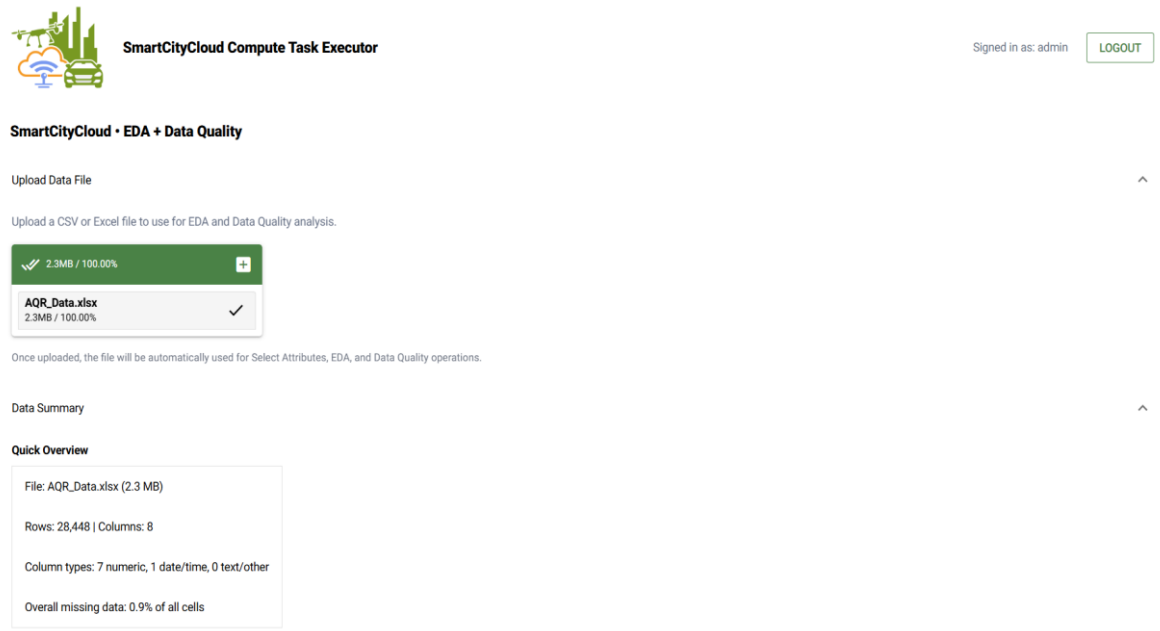 SmartCityCloud Compute Task Executor
Signed in as: admin
LOGOUT
SmartCityCloud • EDA + Data Quality
Upload Data File
Upload a CSV or Excel file to use for EDA and Data Quality analysis.
2.3MB / 100.00%
AQR_Data.xlsx
2.3MB / 100.00%
Once uploaded, the file will be automatically used for Select Attributes, EDA, and Data Quality operations.
Data Summary
Quick Overview
File: AQR_Data.xlsx (2.3 MB)
Rows: 28,448 | Columns: 8
Column types: 7 numeric, 1 date/time, 0 text/other
Overall missing data: 0.9% of all cells